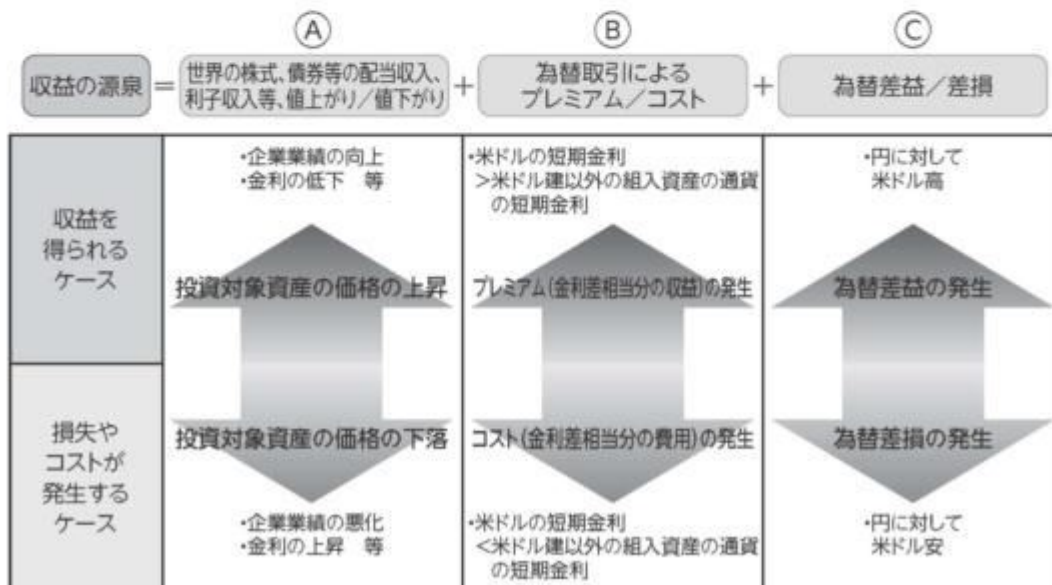 Ⓐ
Ⓑ
Ⓒ
収益の源泉
=
世界の株式、債券等の配当収入、
利子収入等、値上がり／値下がり
+
為替取引による
プレミアム／コスト
+
為替差益／差損
収益を
得られる
ケース
・企業業績の向上
・金利の低下　等
投資対象資産の価格の上昇
・米ドルの短期金利
>米ドル建以外の組入資産の通貨
の短期金利
プレミアム(金利差相当分の収益)の発生
・円に対して
米ドル高
為替差益の発生
損失や
コストが
発生する
ケース
投資対象資産の価格の下落
・企業業績の悪化
・金利の上昇　等
コスト(金利差相当分の費用)の発生
・米ドルの短期金利
<米ドル建以外の組入資産の通貨
の短期金利
為替差損の発生
・円に対して
米ドル安